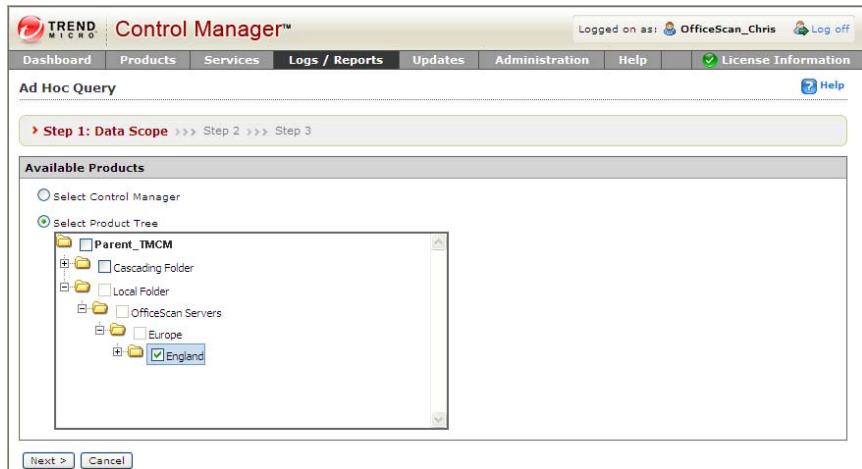 TREND MICRO Control Manager™ Logged on as: OfficeScan_Chris Log off
Dashboard Products Services Logs / Reports Updates Administration Help License Information
Ad Hoc Query Help
Step 1: Data Scope >>> Step 2 >>> Step 3
Available Products
Select Control Manager
Select Product Tree
Parent_TMCM
Cascading Folder
Local Folder
OfficeScan Servers
Europe
England
Next > Cancel